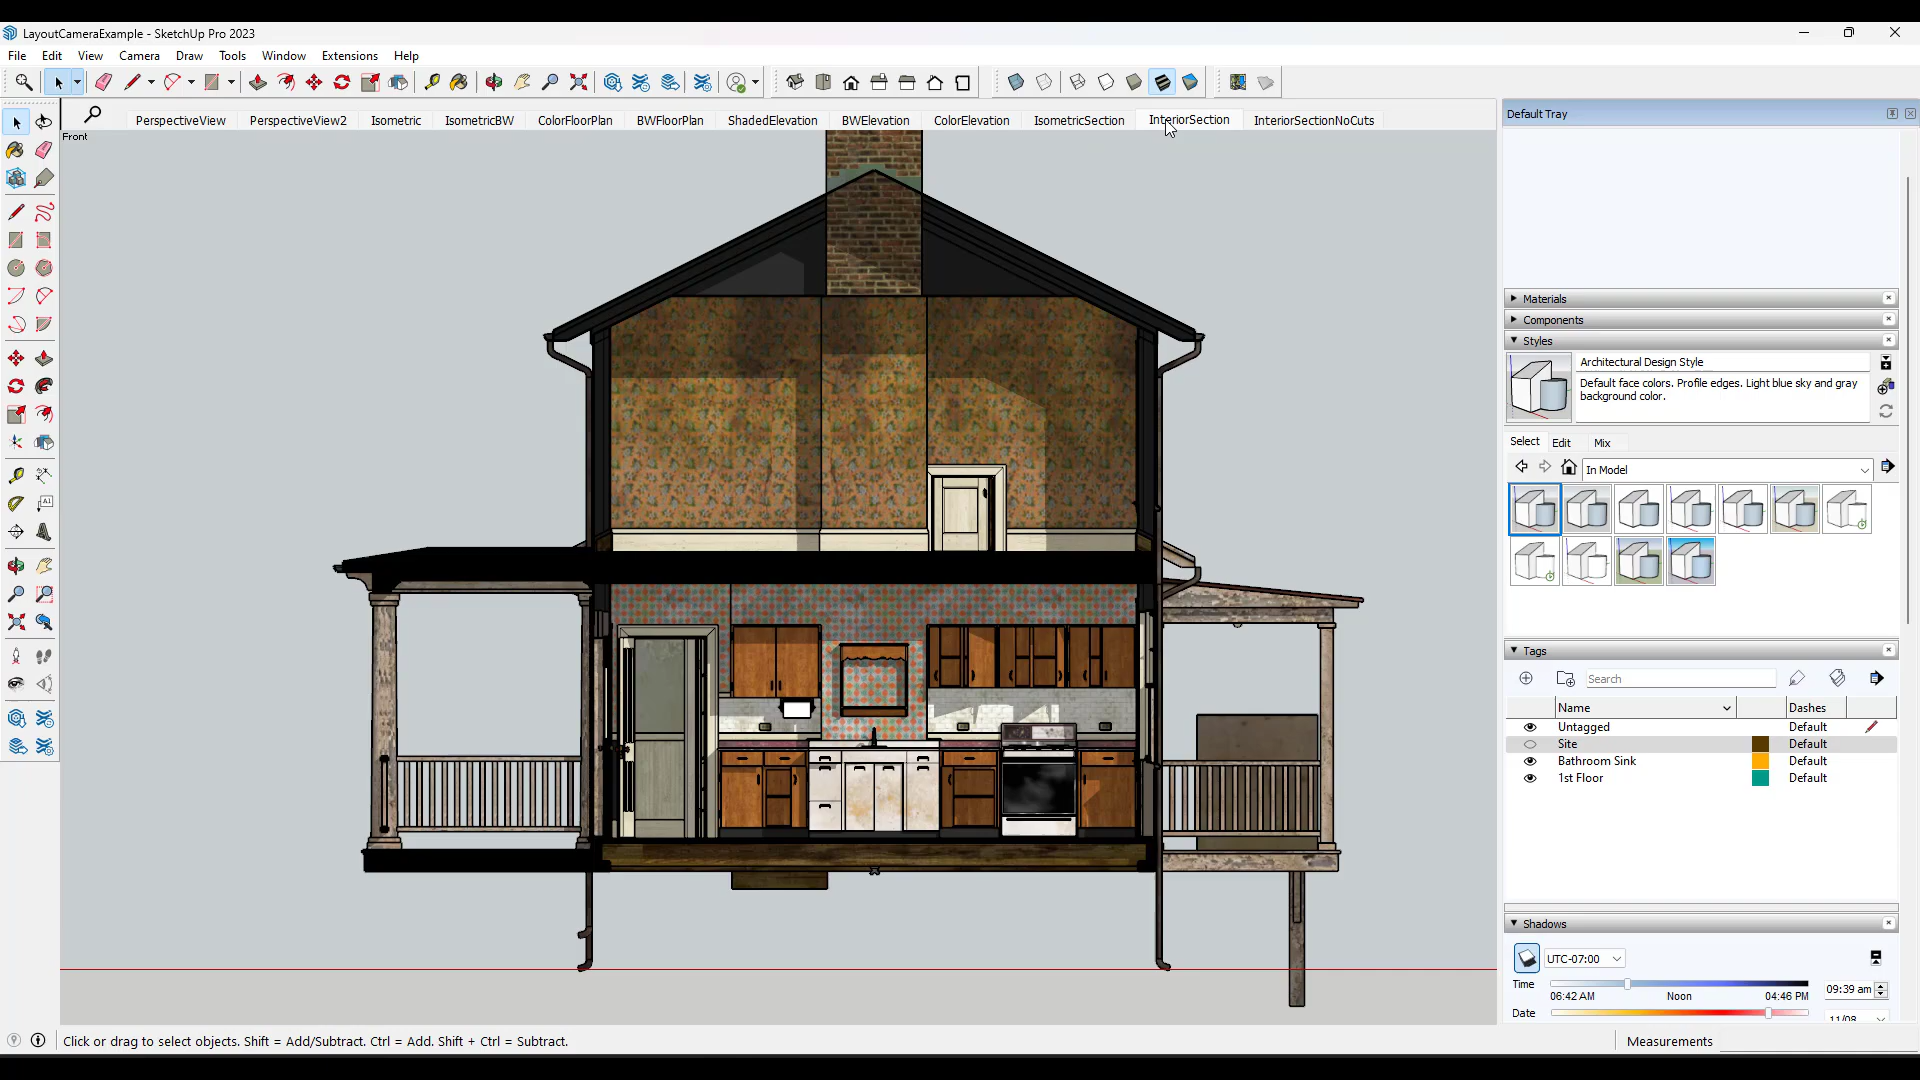 LayoutCameraExample - SketchUp Pro 2023
File Edit View Camera Draw Tools Window Extensions Help
PerspectiveView PerspectiveView2 Isometric IsometricBW ColorFloorPlan BWFloorPlan ShadedElevation BWElevation ColorElevation IsometricSection InteriorSection InteriorSectionNoCuts
Front
Default Tray
Materials
Components
Styles
Architectural Design Style
Default face colors. Profile edges. Light blue sky and gray
background color.
Select Edit Mix
In Model
Tags
Search
Name Dashes
Untagged Default
Site Default
Bathroom Sink Default
1st Floor Default
Shadows
UTC-07:00
Time 09:39 am
06:42 AM Noon 04:46 PM
Date 11/08
Click or drag to select objects. Shift = Add/Subtract. Ctrl = Add. Shift + Ctrl = Subtract.
Measurements